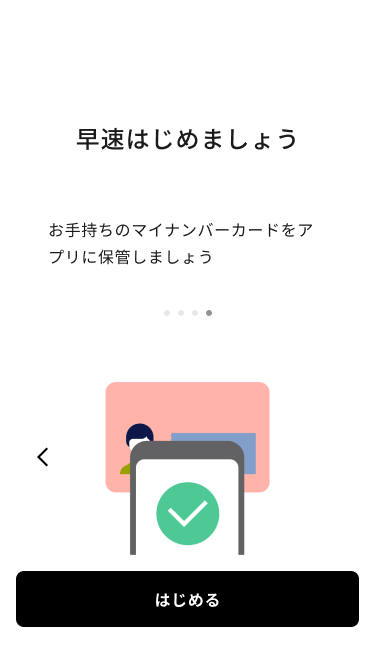 早速はじめましょう
お手持ちのマイナンバーカードをア
プリに保管しましょう
はじめる